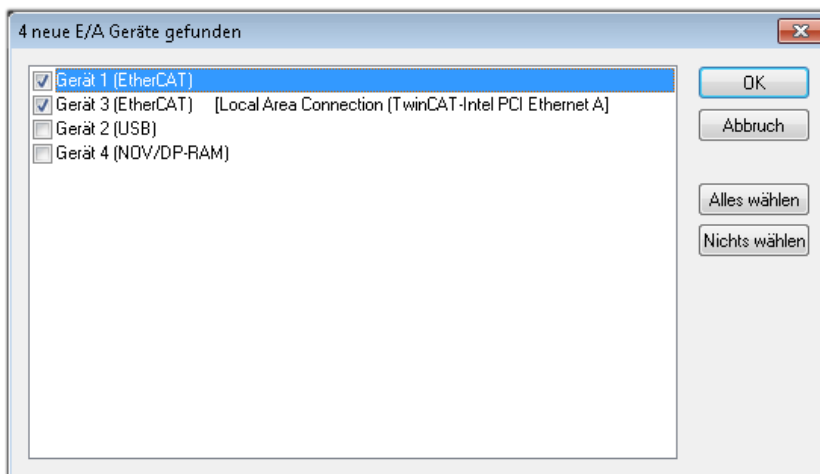 4 neue E/A Geräte gefunden
Gerät 1 (EtherCAT)
Gerät 3 (EtherCAT) [Local Area Connection (TwinCAT-Intel PCI Ethernet A]
Gerät 2 (USB)
Gerät 4 (NOV/DP-RAM)
OK
Abbruch
Alles wählen
Nichts wählen